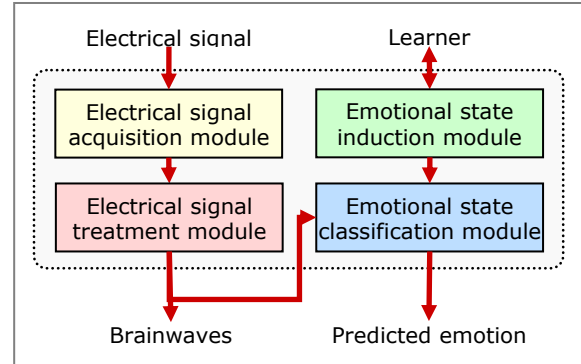 Electrical signal
Learner
Electrical signal
acquisition module
Emotional state
induction module
Electrical signal
treatment module
Emotional state
classification module
Brainwaves
Predicted emotion